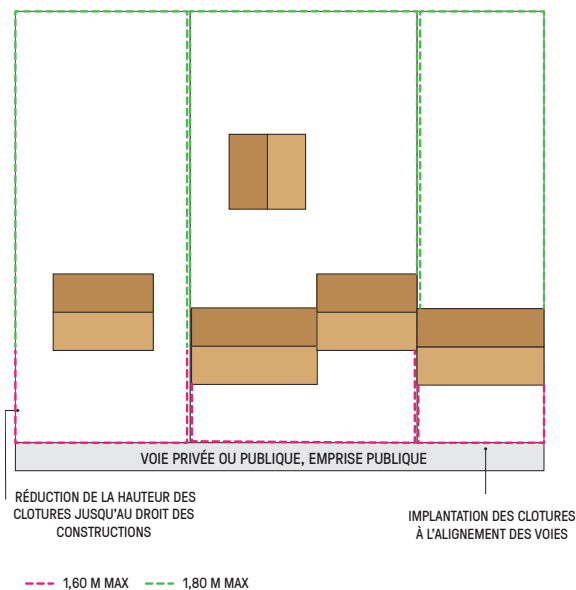 VOIE PRIVÉE OU PUBLIQUE, EMPRISE PUBLIQUE
RÉDUCTION DE LA HAUTEUR DES
CLOTURES JUSQU'AU DROIT DES
CONSTRUCTIONS
IMPLANTATION DES CLOTURES
À L'ALIGNEMENT DES VOIES
1,60 M MAX
1,80 M MAX